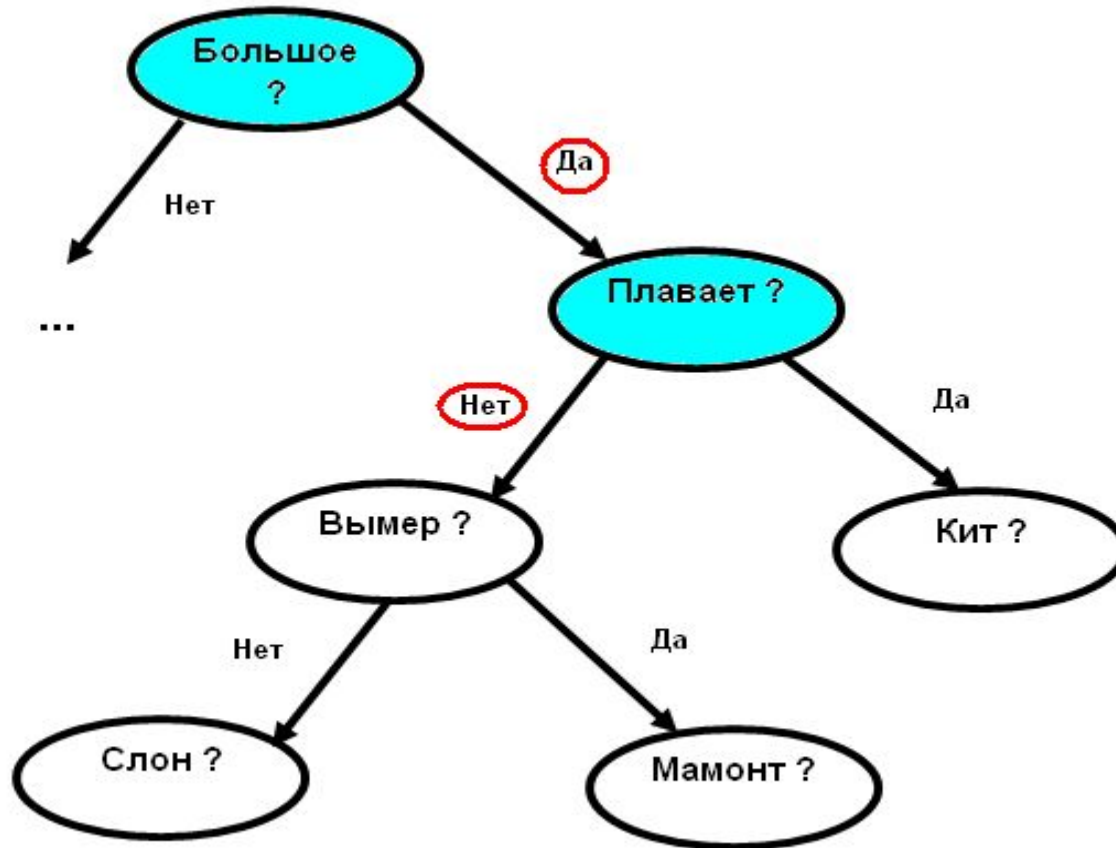 Большое
?
Да
Нет
Плавает ?
...
Нет
Да
Вымер ?
Кит ?
Нет
Да
Слон ?
Мамонт ?